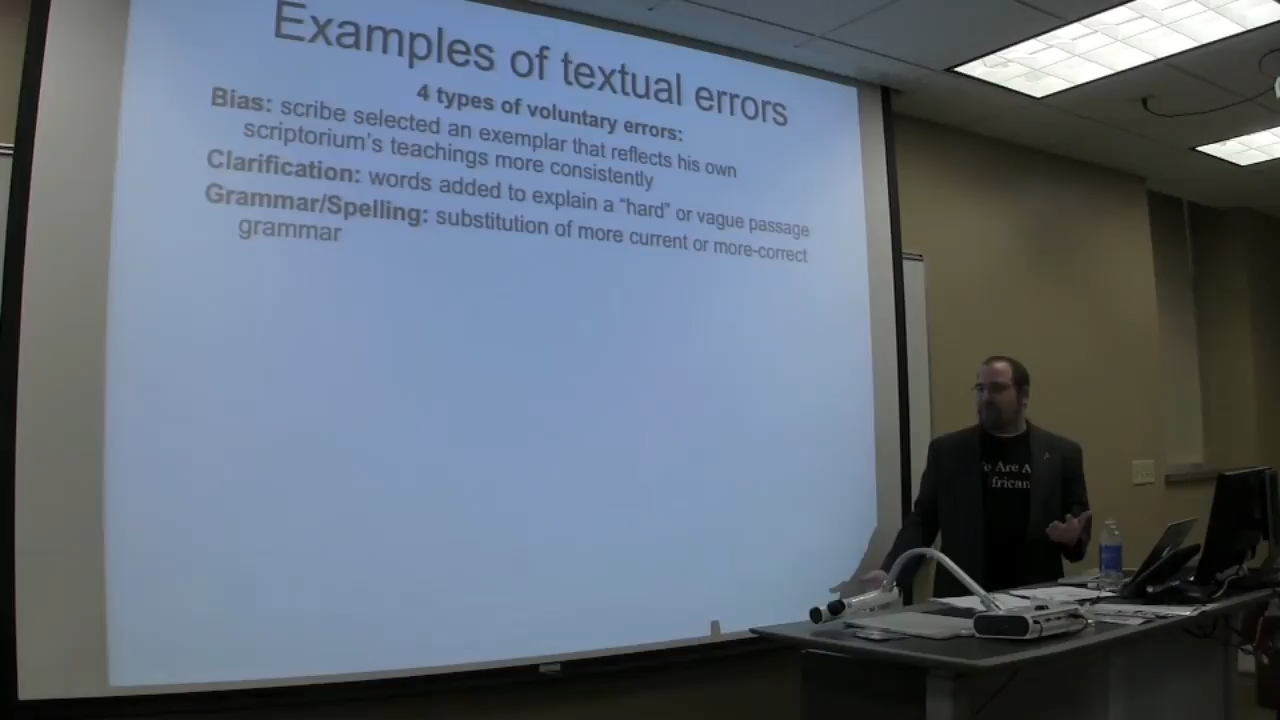 Examples of textual errors
4 types of voluntary errors:
Bias: scribe selected an exemplar that reflects his own
scriptorium's teachings more consistently
Clarification: words added to explain a “hard” or vague passage
Grammar/Spelling: substitution of more current or more-correct
grammar
e Are A
frican